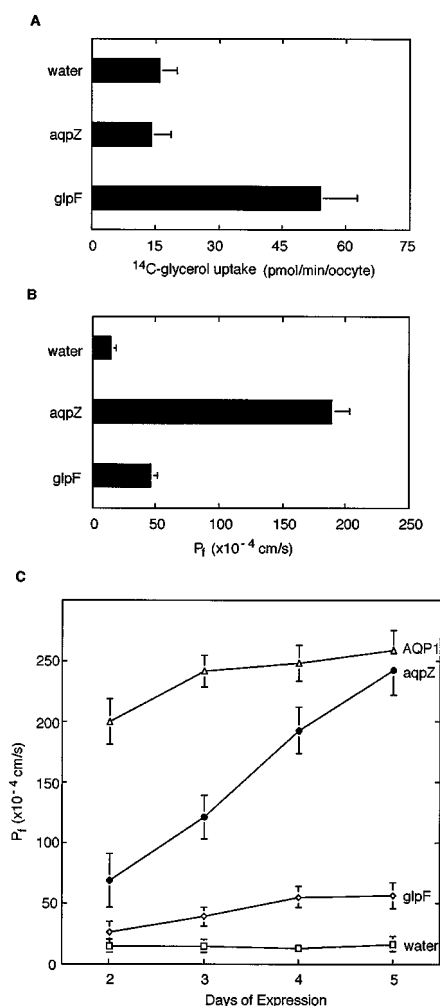 A
water
aqpZ
glpF
0 15 30 45 60 75
¹⁴C-glycerol uptake (pmol/min/oocyte)
B
water
aqpZ
glpF
0 50 100 150 200 250
Pf (x10⁻⁴ cm/s)
C
AQP1
aqpZ
250
200
150
100
50
0
Pf (x10⁻⁴ cm/s)
glpF
water
2 3 4 5
Days of Expression